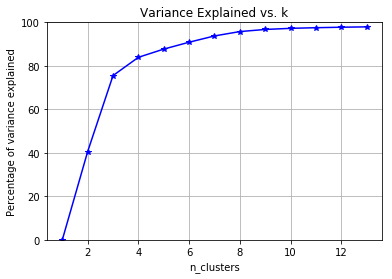 Variance Explained vs. k
Percentage of variance explained
100
80
60
40
20
0
2 4 6 8 10 12
n_clusters